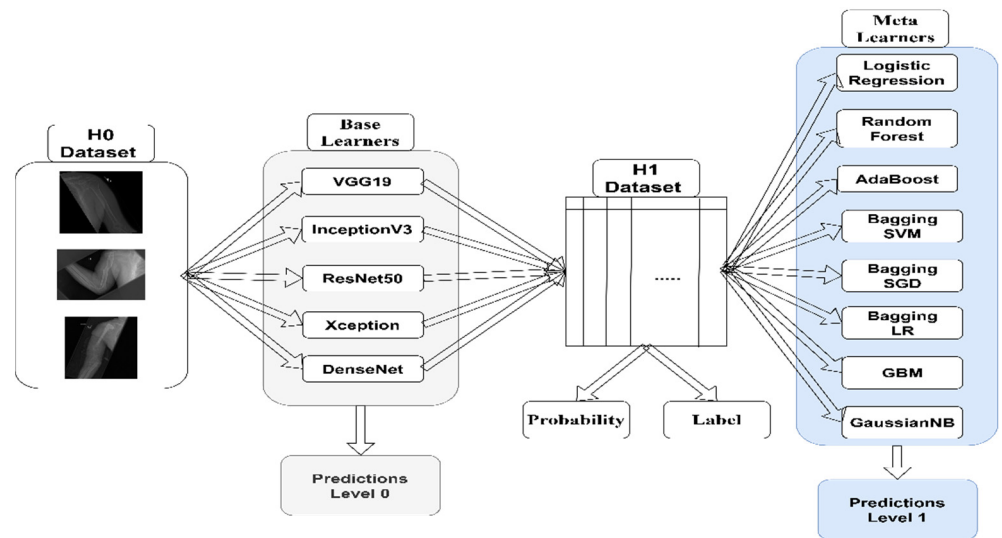 H0
Dataset
Base
Learners
VGG19
InceptionV3
ResNet50
Xception
DenseNet
Predictions
Level 0
H1
Dataset
.....
Probability
Label
Meta
Learners
Logistic
Regression
Random
Forest
AdaBoost
Bagging
SVM
Bagging
SGD
Bagging
LR
GBM
GaussianNB
Predictions
Level 1